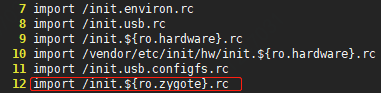 7 import /init.environ.rc
8 import /init.usb.rc
9 import /init.${ro.hardware}.rc
10 import /vendor/etc/init/hw/init.${ro.hardware}.rc
11 import /init.usb.configfs.rc
12 import /init.${ro.zygote}.rc